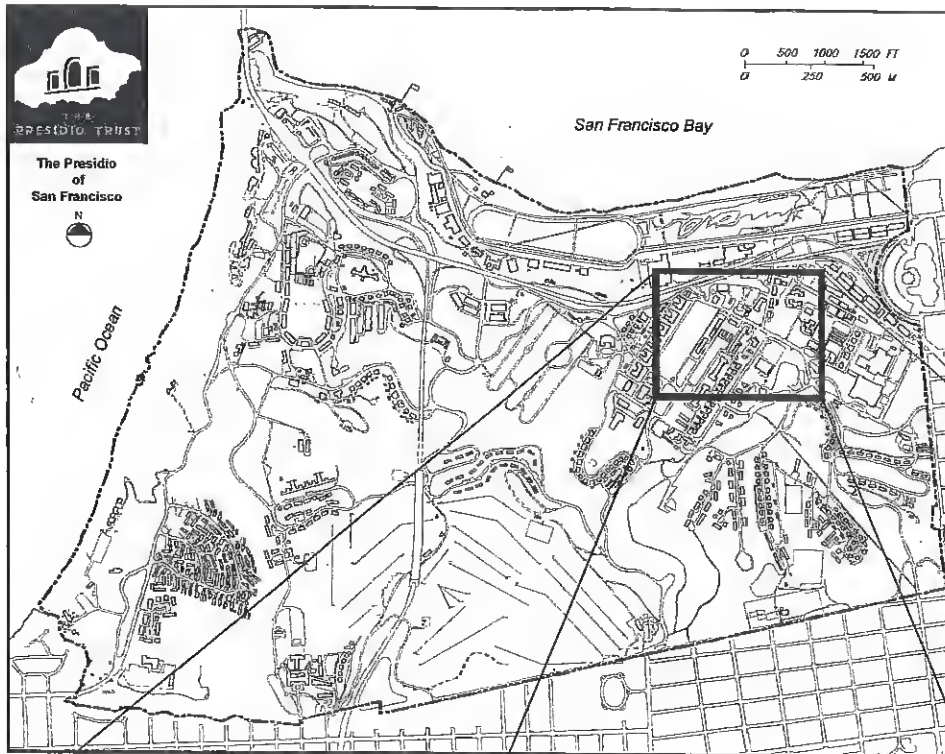 THE
PRESIDIO TRUST
The Presidio
of
San Francisco
N
0 500 1000 1500 FT
0 250 500 M
San Francisco Bay
Pacific Ocean